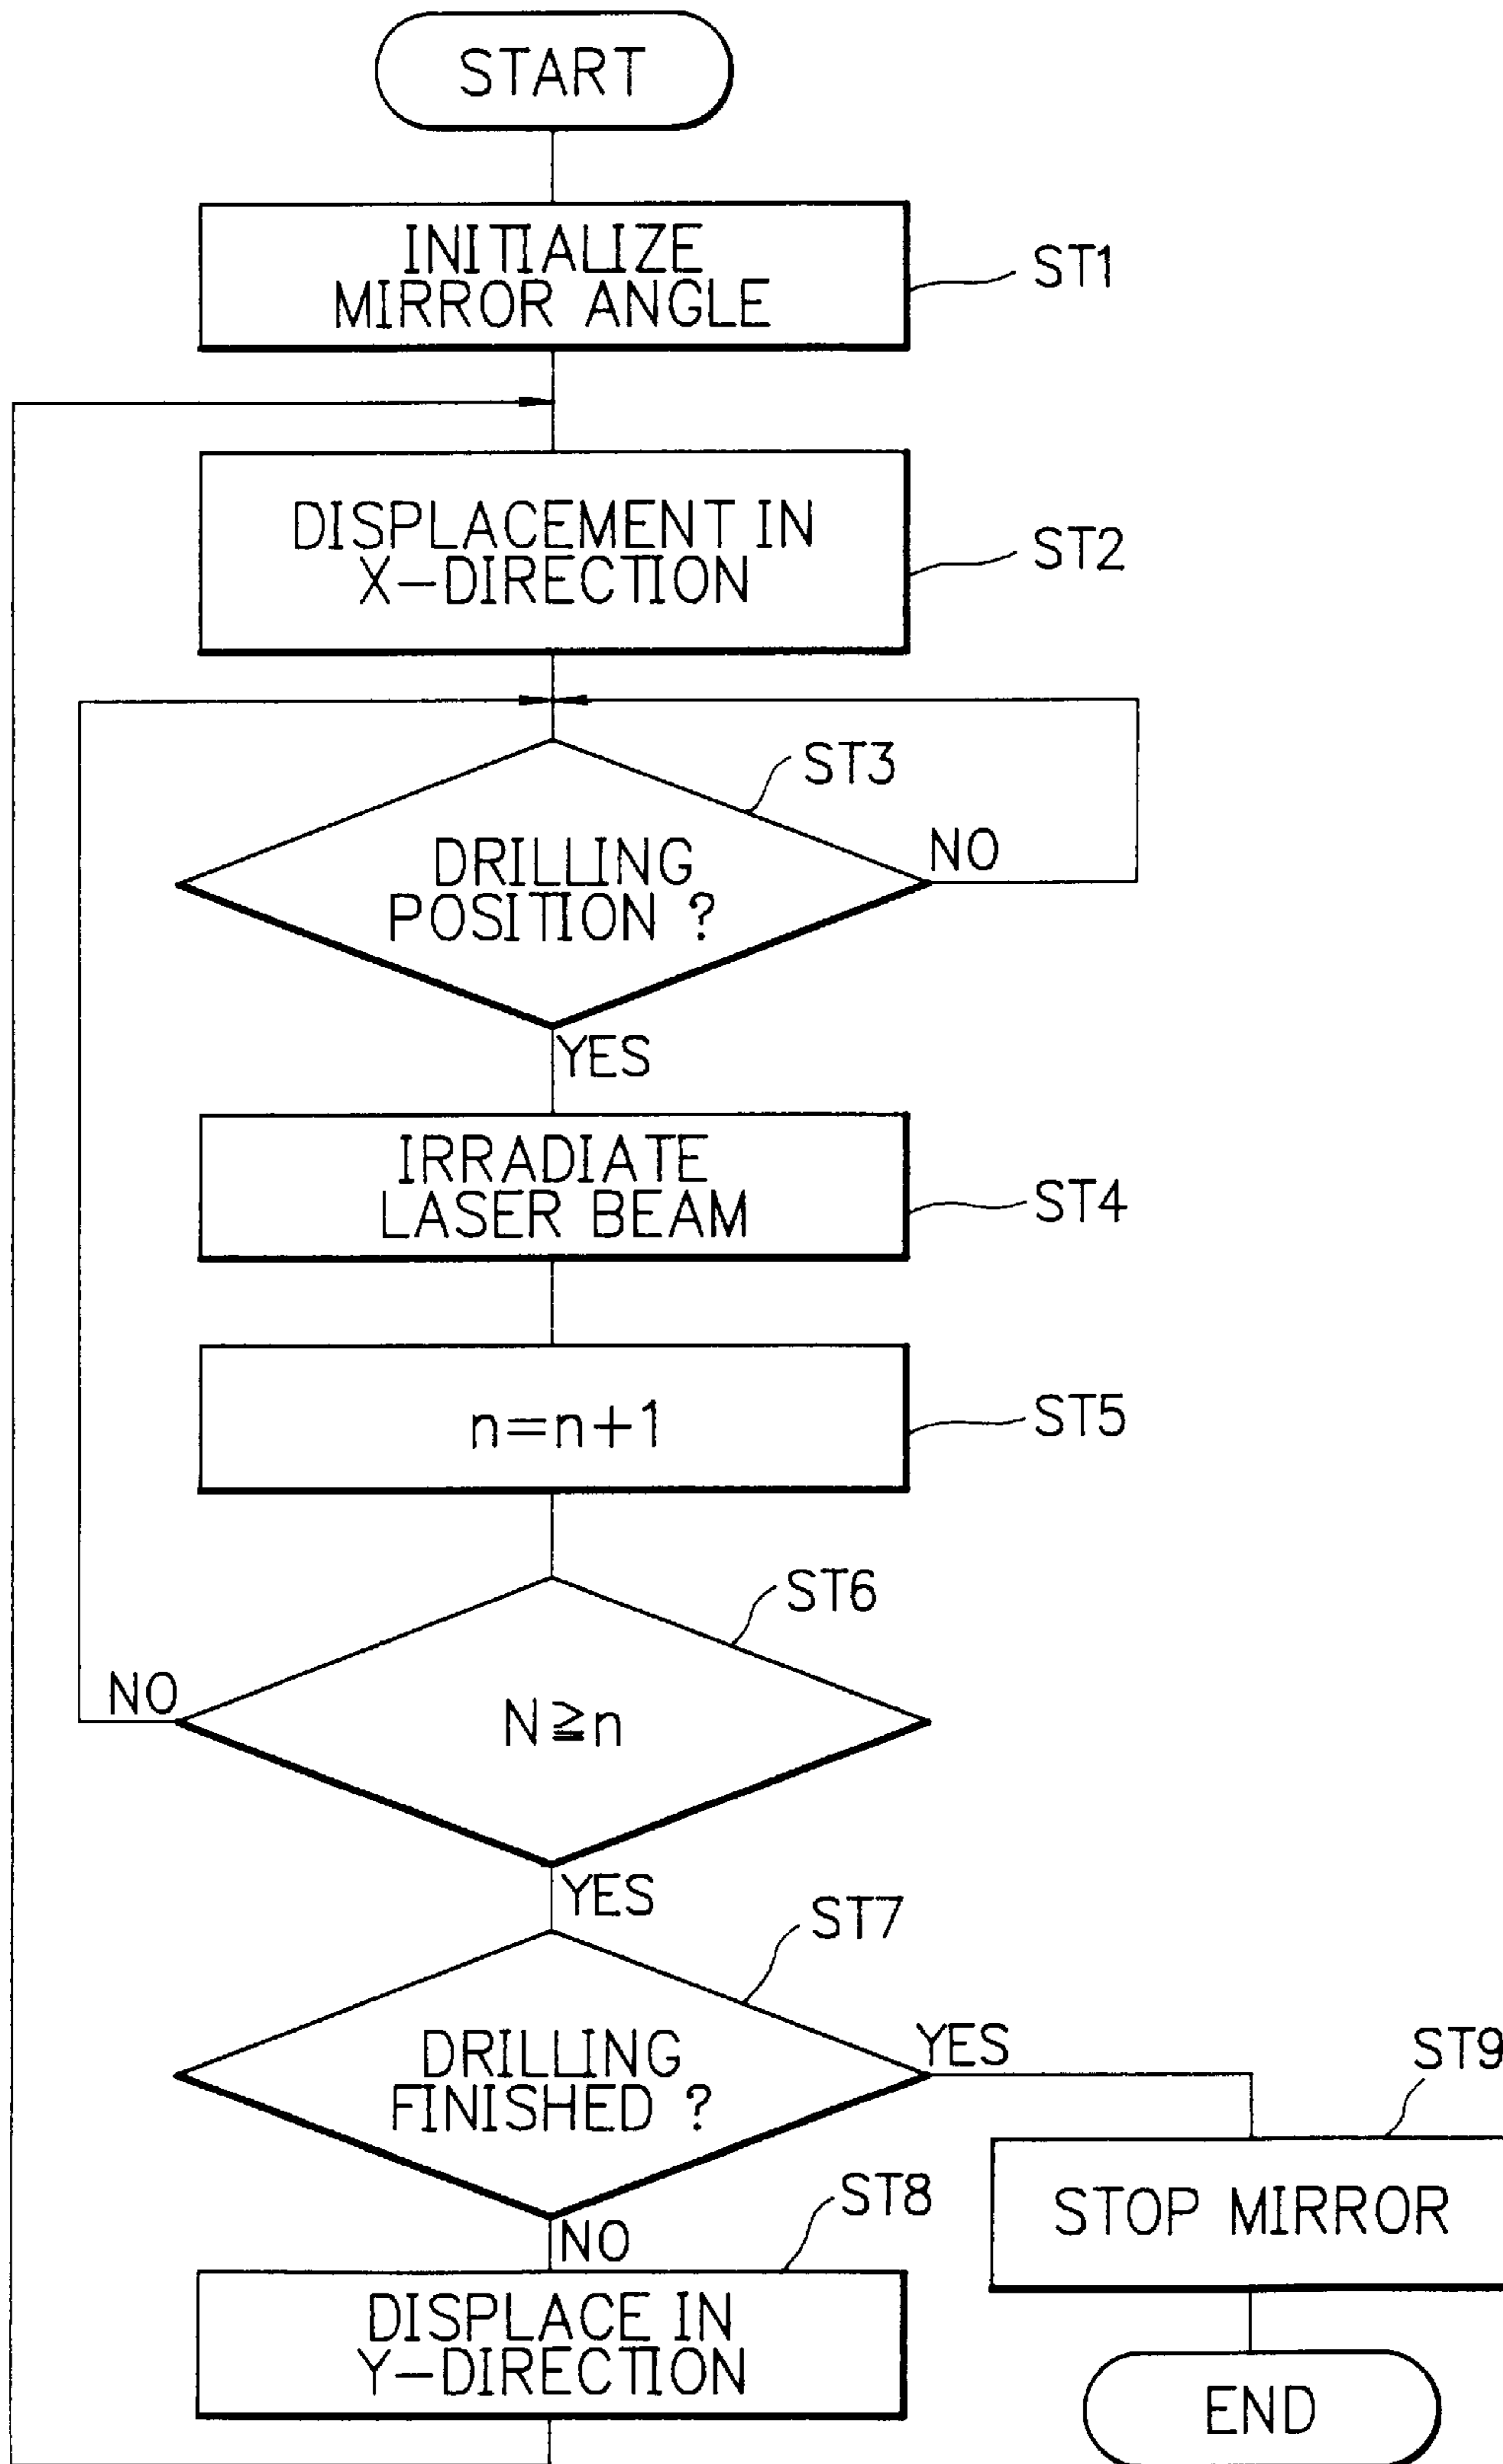 START
INITIALIZE
MIRROR ANGLE
ST1
DISPLACEMENT IN
X-DIRECTION
ST2
ST3
DRILLING
POSITION ?
NO
YES
IRRADIATE
LASER BEAM
ST4
n=n+1
ST5
ST6
NO
N≧n
YES
ST7
DRILLING
FINISHED ?
YES
ST9
NO
ST8
STOP MIRROR
DISPLACE IN
Y-DIRECTION
END